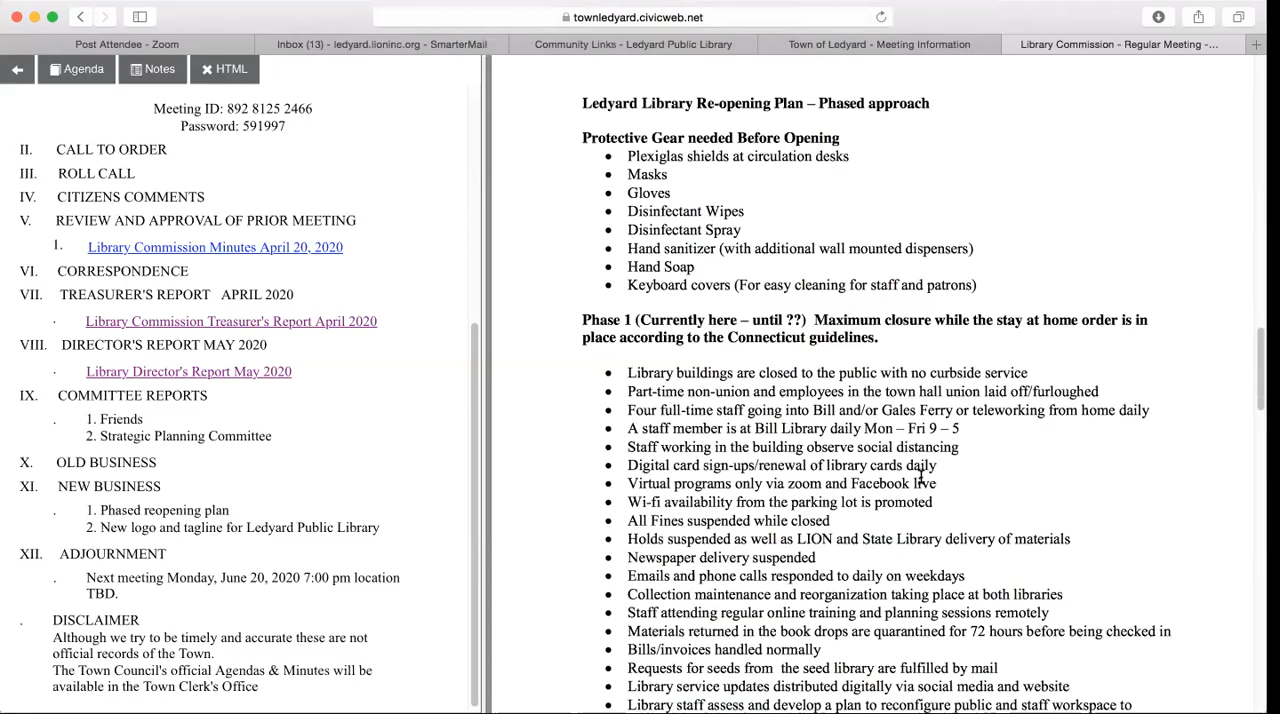 townledyard.civicweb.net
Post Attendee - Zoom
Inbox (13) - ledyard.lioninc.org - SmarterMail
Community Links - Ledyard Public Library
Town of Ledyard - Meeting Information
Library Commission - Regular Meeting -...
Agenda
Notes
HTML
Meeting ID: 892 8125 2466
Password: 591997
II. CALL TO ORDER
III. ROLL CALL
IV. CITIZENS COMMENTS
V. REVIEW AND APPROVAL OF PRIOR MEETING
I. Library Commission Minutes April 20, 2020
VI. CORRESPONDENCE
VII. TREASURER'S REPORT APRIL 2020
. Library Commission Treasurer's Report April 2020
VIII. DIRECTOR'S REPORT MAY 2020
. Library Director's Report May 2020
IX. COMMITTEE REPORTS
. 1. Friends
2. Strategic Planning Committee
X. OLD BUSINESS
XI. NEW BUSINESS
. 1. Phased reopening plan
2. New logo and tagline for Ledyard Public Library
XII. ADJOURNMENT
. Next meeting Monday, June 20, 2020 7:00 pm location
TBD.
. DISCLAIMER
Although we try to be timely and accurate these are not
official records of the Town.
The Town Council's official Agendas & Minutes will be
available in the Town Clerk's Office
Ledyard Library Re-opening Plan – Phased approach
Protective Gear needed Before Opening
• Plexiglas shields at circulation desks
• Masks
• Gloves
• Disinfectant Wipes
• Disinfectant Spray
• Hand sanitizer (with additional wall mounted dispensers)
• Hand Soap
• Keyboard covers (For easy cleaning for staff and patrons)
Phase 1 (Currently here – until ??) Maximum closure while the stay at home order is in
place according to the Connecticut guidelines.
• Library buildings are closed to the public with no curbside service
• Part-time non-union and employees in the town hall union laid off/furloughed
• Four full-time staff going into Bill and/or Gales Ferry or teleworking from home daily
• A staff member is at Bill Library daily Mon – Fri 9 – 5
• Staff working in the building observe social distancing
• Digital card sign-ups/renewal of library cards daily
• Virtual programs only via zoom and Facebook live
• Wi-fi availability from the parking lot is promoted
• All Fines suspended while closed
• Holds suspended as well as LION and State Library delivery of materials
• Newspaper delivery suspended
• Emails and phone calls responded to daily on weekdays
• Collection maintenance and reorganization taking place at both libraries
• Staff attending regular online training and planning sessions remotely
• Materials returned in the book drops are quarantined for 72 hours before being checked in
• Bills/invoices handled normally
• Requests for seeds from the seed library are fulfilled by mail
• Library service updates distributed digitally via social media and website
• Library staff assess and develop a plan to reconfigure public and staff workspace to